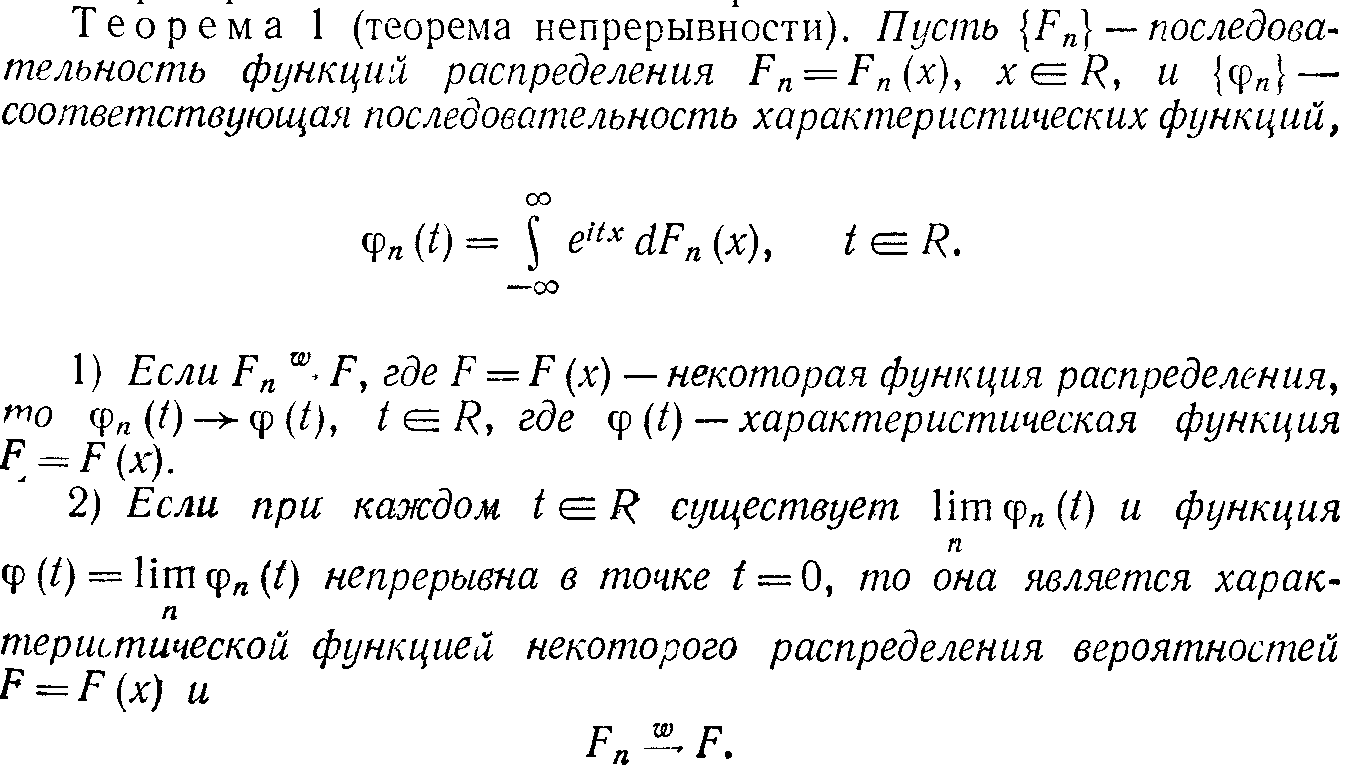 Теорема 1 (теорема непрерывности). Пусть {Fₙ} — последова-
тельность функций распределения Fₙ = Fₙ (x), x ∈ R, и {φₙ} —
соответствующая последовательность характеристических функций,
φₙ (t) = ∫_{—∞}^{∞} e^{itx} dFₙ (x), t ∈ R.
1) Если Fₙ →^w F, где F = F (x) — некоторая функция распределения,
то φₙ (t) → φ (t), t ∈ R, где φ (t) — характеристическая функция
F = F (x).
2) Если при каждом t ∈ R существует lim_n φₙ (t) и функция
φ (t) = lim_n φₙ (t) непрерывна в точке t = 0, то она является харак-
теристической функцией некоторого распределения вероятностей
F = F (x) и
Fₙ →^w F.